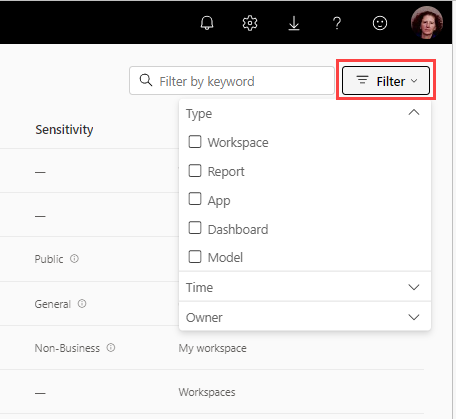 Filter by keyword
Filter
Sensitivity
Type
Workspace
—
Report
App
—
Dashboard
Public
Model
Time
General
Owner
Non-Business
My workspace
—
Workspaces